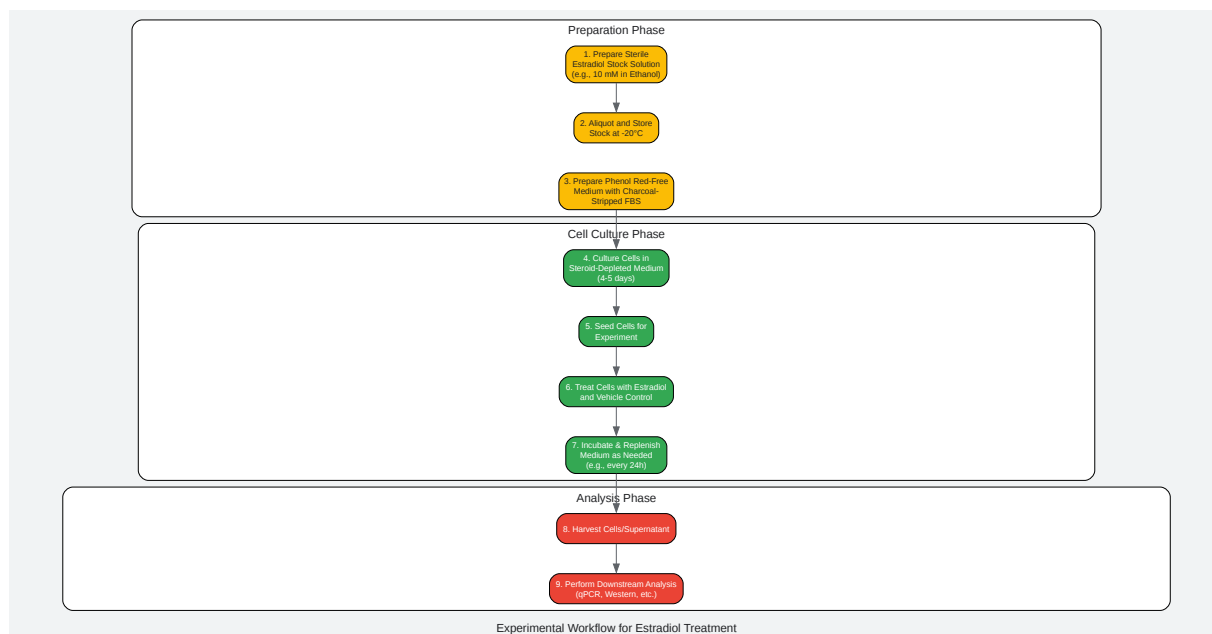 Preparation Phase
1. Prepare Sterile
Estradiol Stock Solution
(e.g., 10 mM in Ethanol)
2. Aliquot and Store
Stock at -20°C
3. Prepare Phenol Red-Free
Medium with Charcoal-
Stripped FBS
Cell Culture Phase
4. Culture Cells in
Steroid-Depleted Medium
(4-5 days)
5. Seed Cells for
Experiment
6. Treat Cells with Estradiol
and Vehicle Control
7. Incubate & Replenish
Medium as Needed
(e.g., every 24h)
Analysis Phase
8. Harvest Cells/Supernatant
9. Perform Downstream Analysis
(qPCR, Western, etc.)
Experimental Workflow for Estradiol Treatment